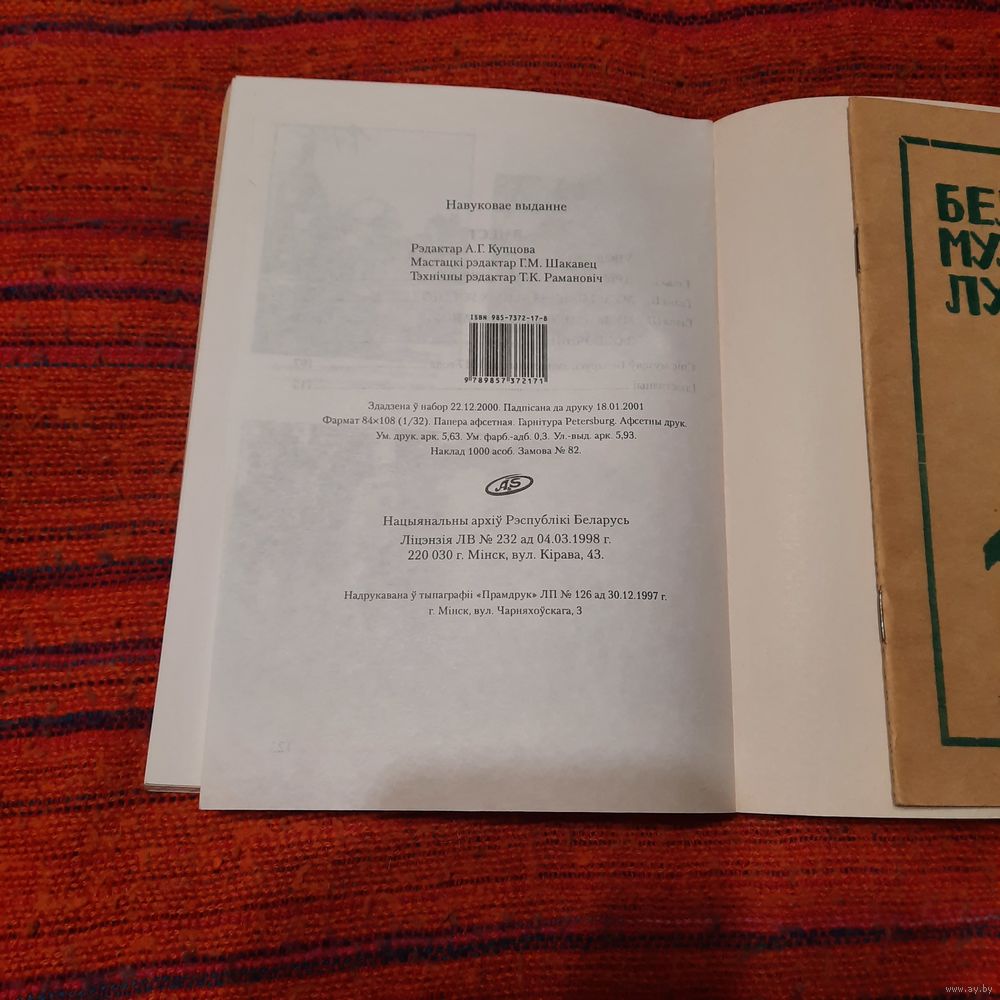 Навуковае выданне
Рэдактар А.Г. Купцова
Мастацкі рэдактар Г.М. Шакавец
Тэхнічны рэдактар Т.К. Рамановіч
ISBN 985-7372-17-8
9789857372171
Здадзена ў набор 22.12.2000. Падпісана да друку 18.01.2001
Фармат 84×108 (1/32). Папера афсетная. Гарнітура Petersburg. Афсетны друк.
Ум. друк. арк. 5,63. Ум. фарб.-адб. 0,3. Ул.-выд. арк. 5,93.
Наклад 1000 асоб. Замова № 82.
Нацыянальны архіў Рэспублікі Беларусь
Ліцэнзія ЛВ № 232 ад 04.03.1998 г.
220 030 г. Мінск, вул. Кірава, 43.
Надрукавана ў тыпаграфіі «Прамдрук» ЛП № 126 ад 30.12.1997 г.
г. Мінск, вул. Чарняхоўскага, 3
www.ay.by